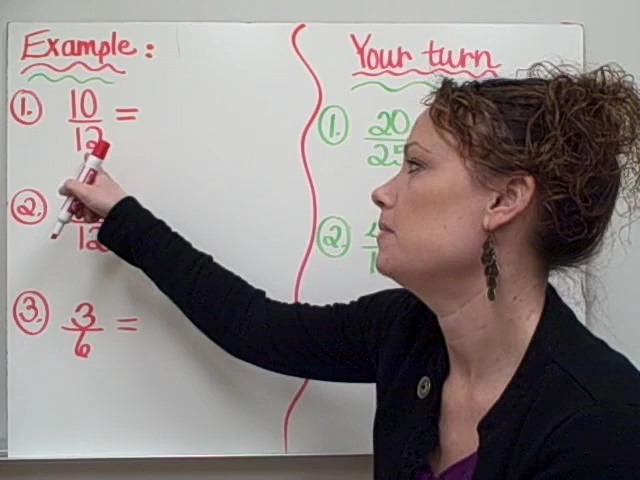 Example:
1. 10/12 =
2. /12
3. 3/6 =
Your turn
1. 20/25
2.